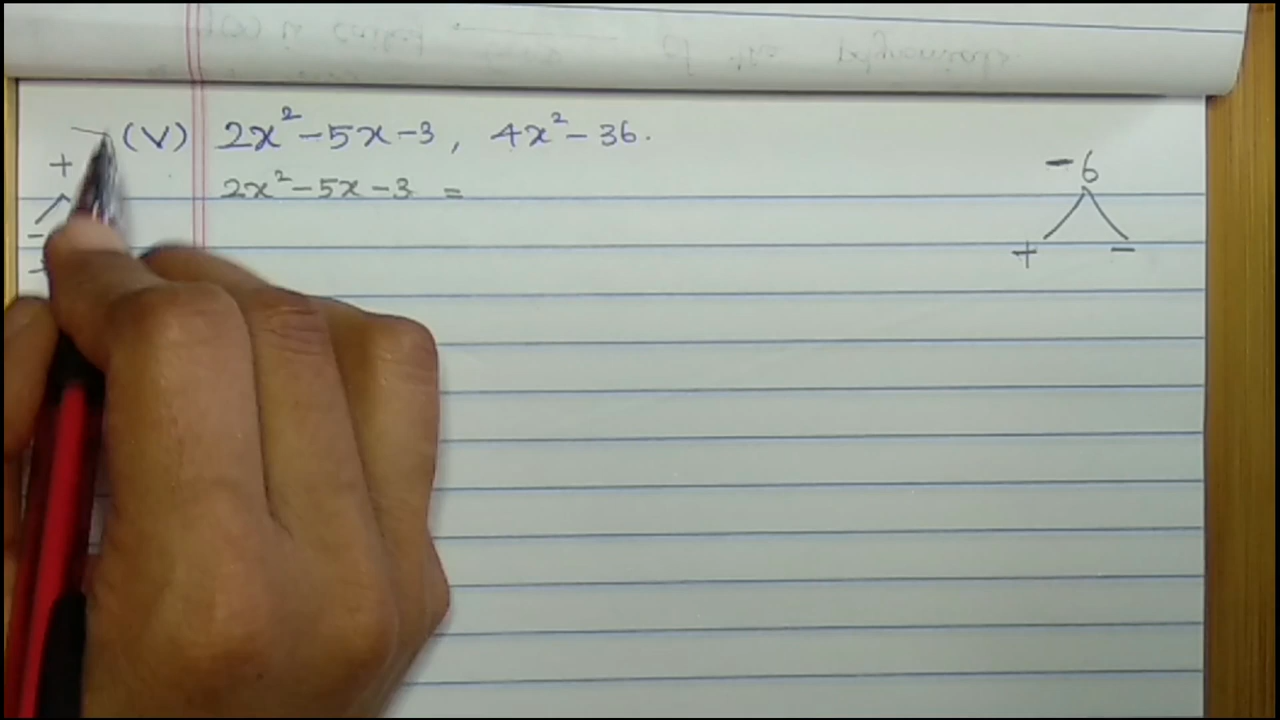 (V) 2x² - 5x - 3 , 4x² - 36.
2x² - 5x - 3 =
- 6
+ -
+
-